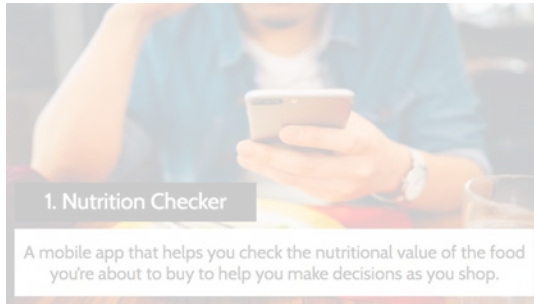 1. Nutrition Checker
A mobile app that helps you check the nutritional value of the food
you're about to buy to help you make decisions as you shop.